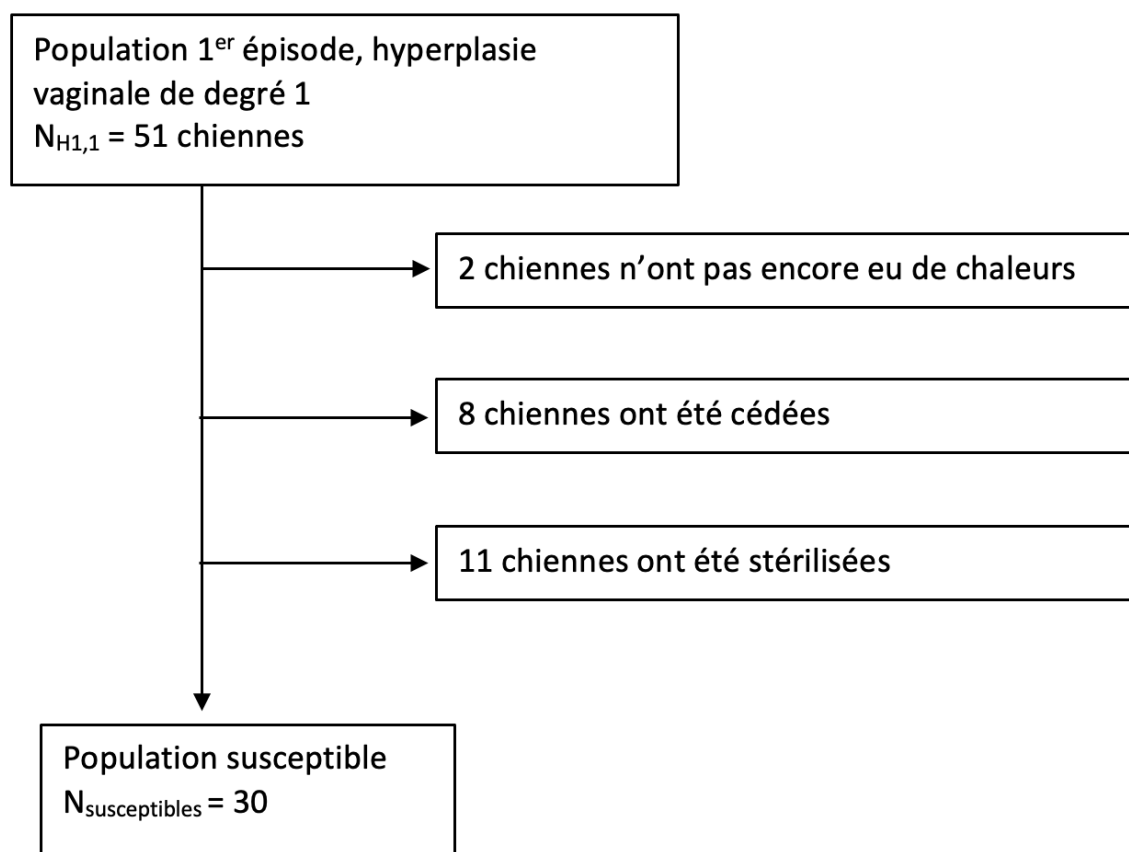 Population 1er épisode, hyperplasie
vaginale de degré 1
NH1,1 = 51 chiennes
2 chiennes n’ont pas encore eu de chaleurs
8 chiennes ont été cédées
11 chiennes ont été stérilisées
Population susceptible
Nsusceptibles = 30